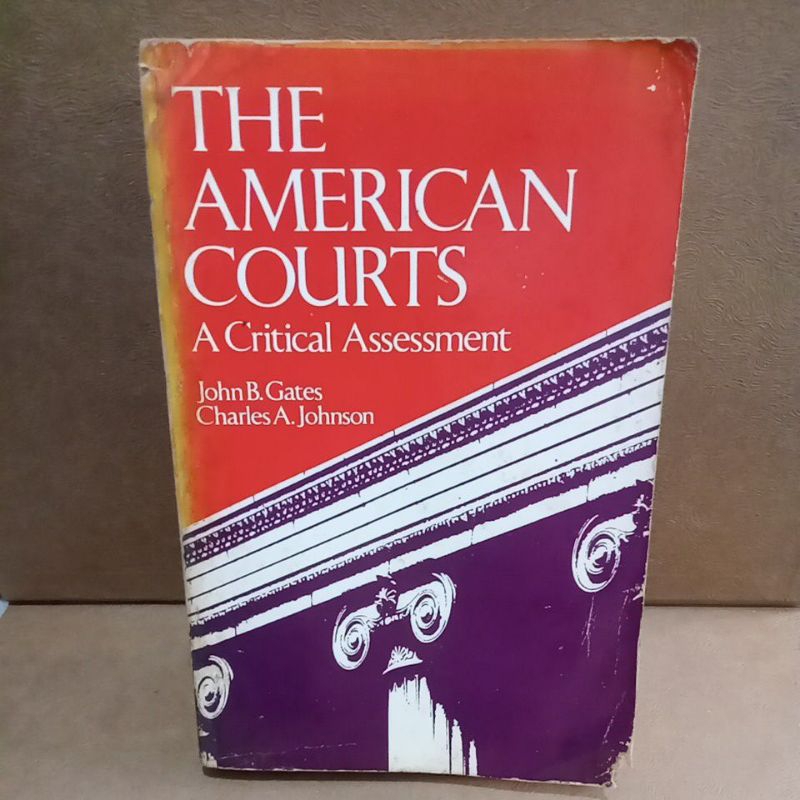 THE
AMERICAN
COURTS
A Critical Assessment
John B. Gates
Charles A. Johnson